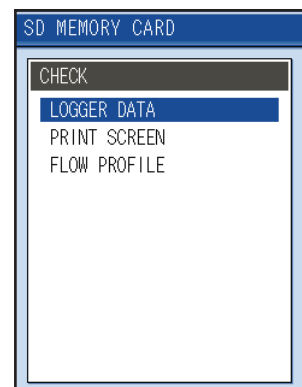 SD MEMORY CARD
CHECK
LOGGER DATA
PRINT SCREEN
FLOW PROFILE